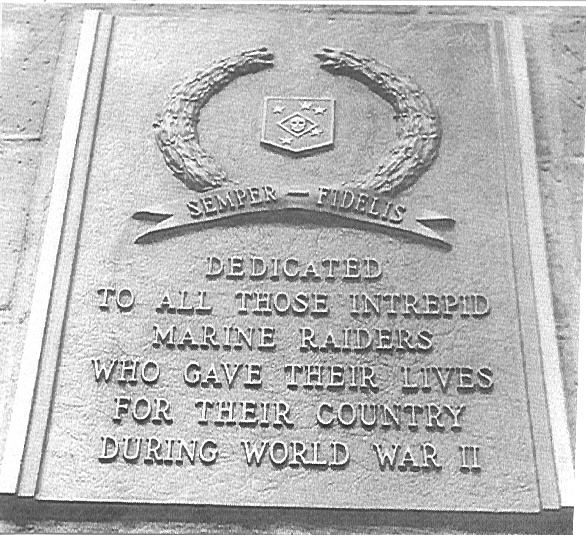 SEMPER — FIDELIS
DEDICATED
TO ALL THOSE INTREPID
MARINE RAIDERS
WHO GAVE THEIR LIVES
FOR THEIR COUNTRY
DURING WORLD WAR II